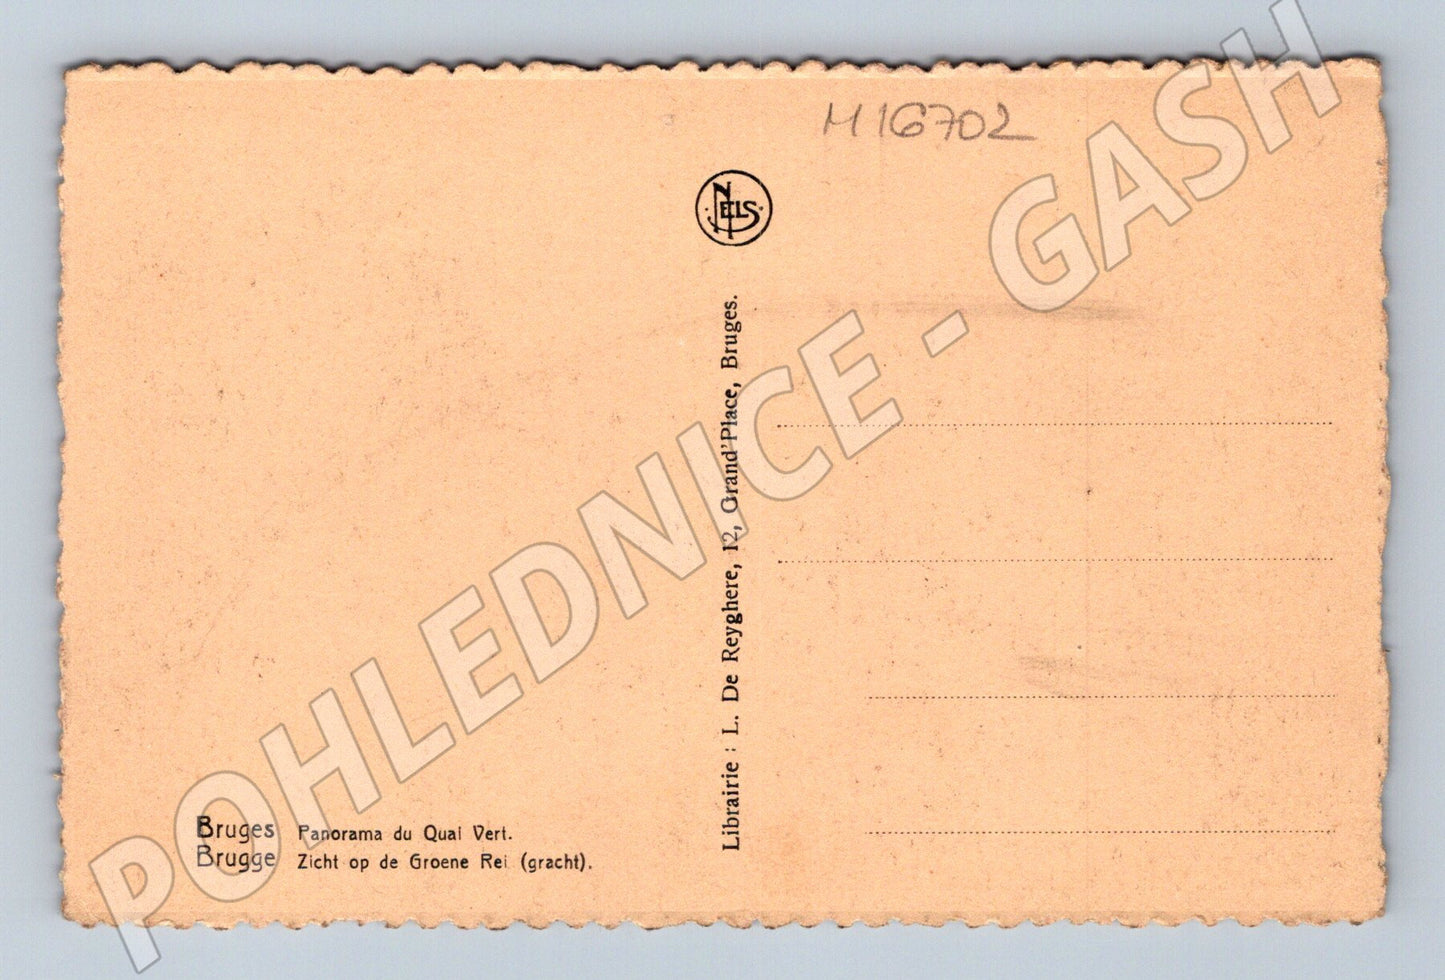 M 16702
NELS
Librairie : L. De Reyghere, 12, Grand'Place, Bruges.
Bruges Panorama du Quai Vert.
Brugge Zicht op de Groene Rei (gracht).
POHLEDNICE - GASH